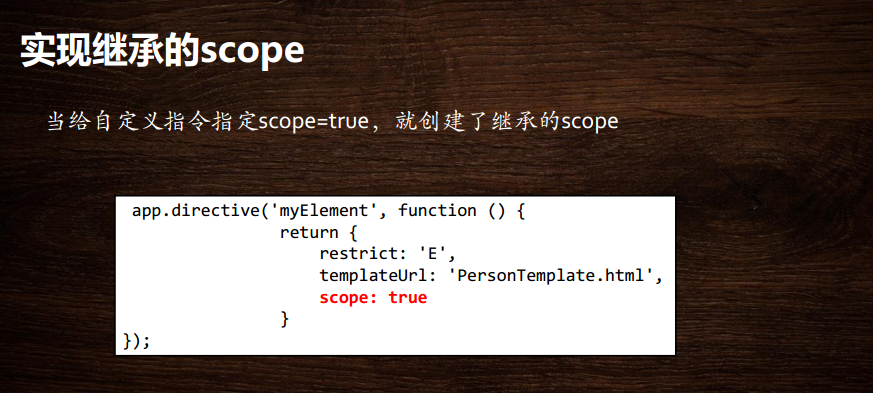 实现继承的scope
当给自定义指令指定scope=true，就创建了继承的scope
app.directive('myElement', function () {
return {
restrict: 'E',
templateUrl: 'PersonTemplate.html',
scope: true
}
});